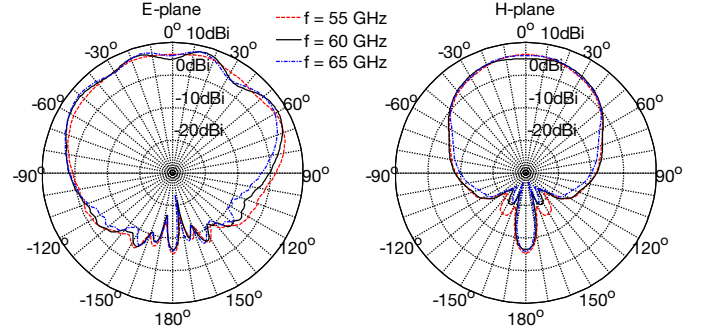 E-plane
f = 55 GHz
f = 60 GHz
f = 65 GHz
H-plane
0° 10dBi
-30°
30°
0dBi
-60°
60°
-10dBi
-20dBi
-90°
90°
-120°
120°
-150°
150°
180°
0° 10dBi
-30°
30°
0dBi
-60°
60°
-10dBi
-20dBi
-90°
90°
-120°
120°
-150°
150°
180°